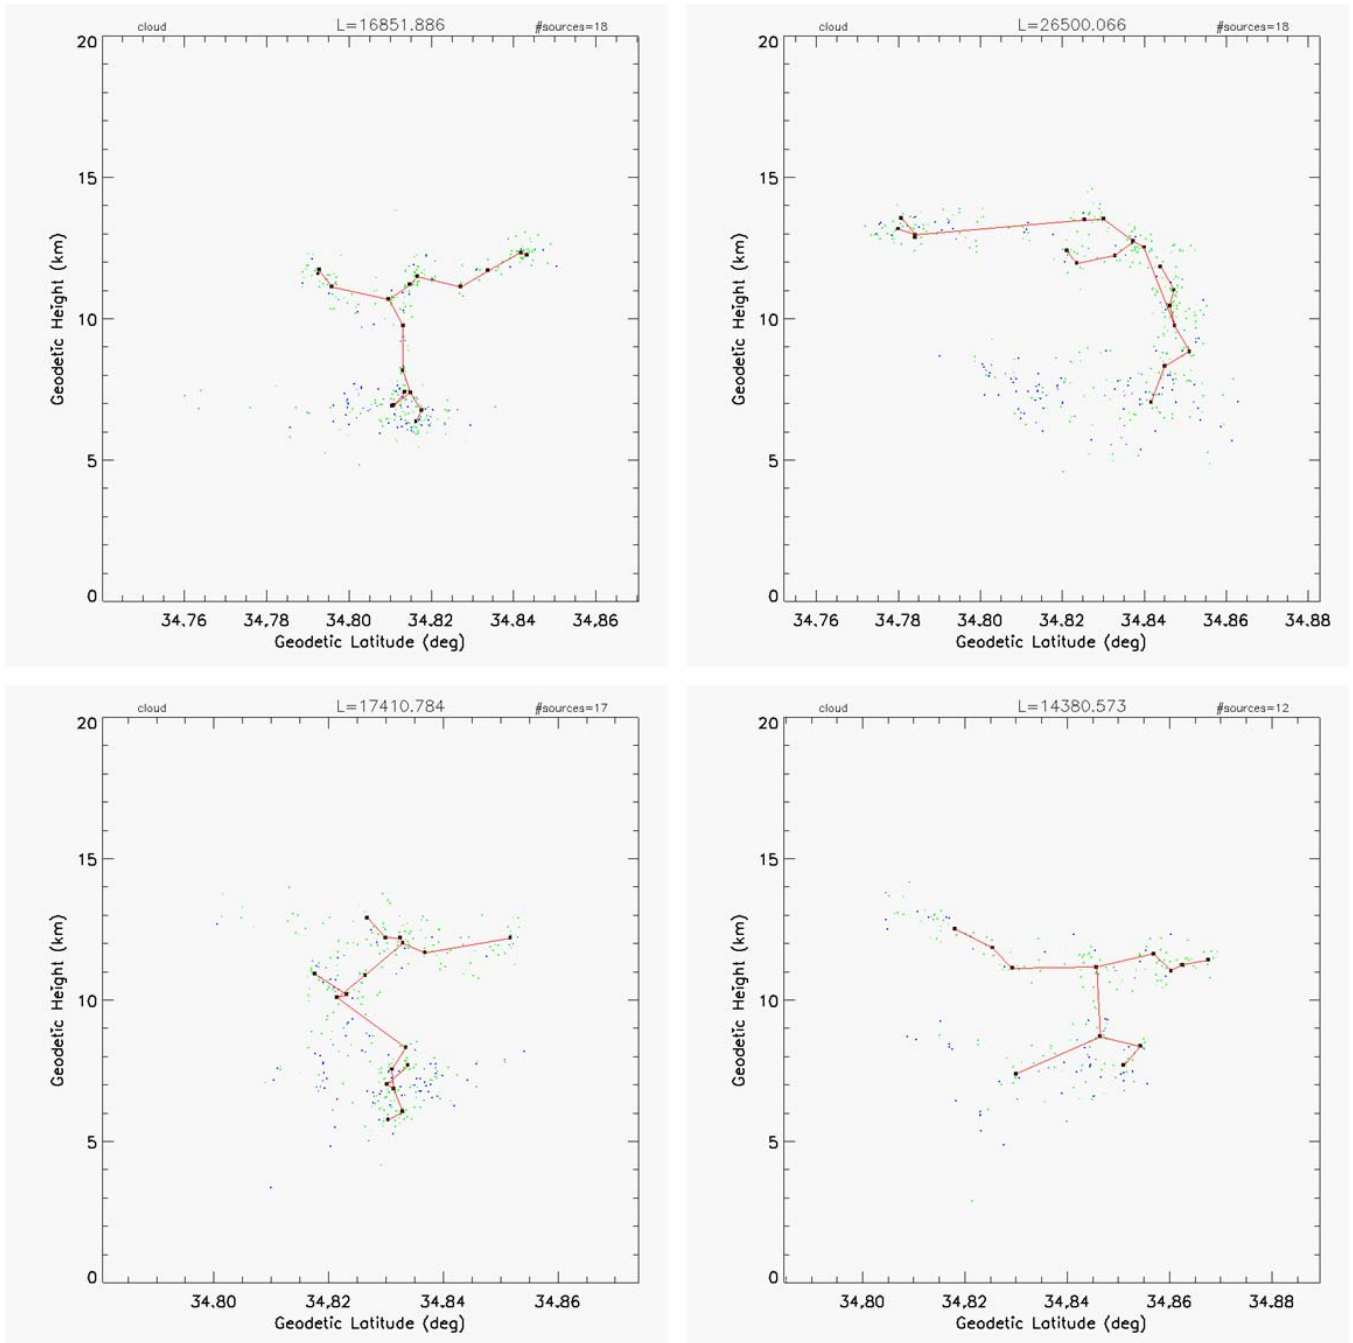 cloud L=16851.886 #sources=18
20
15
10
5
0
Geodetic Height (km)
34.76 34.78 34.80 34.82 34.84 34.86
Geodetic Latitude (deg)
cloud L=26500.066 #sources=18
20
15
10
5
0
Geodetic Height (km)
34.76 34.78 34.80 34.82 34.84 34.86 34.88
Geodetic Latitude (deg)
cloud L=17410.784 #sources=17
20
15
10
5
0
Geodetic Height (km)
34.80 34.82 34.84 34.86
Geodetic Latitude (deg)
cloud L=14380.573 #sources=12
20
15
10
5
0
Geodetic Height (km)
34.80 34.82 34.84 34.86 34.88
Geodetic Latitude (deg)